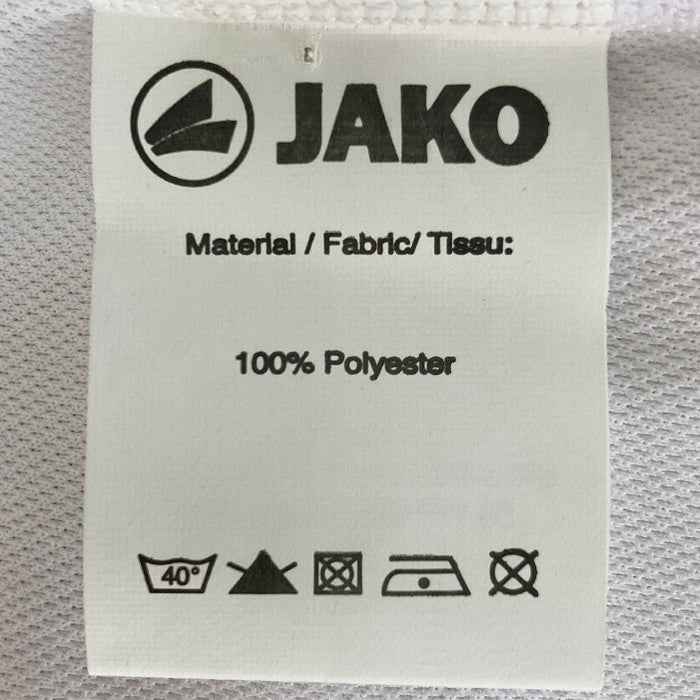 JAKO
Material / Fabric/ Tissu:
100% Polyester
40°